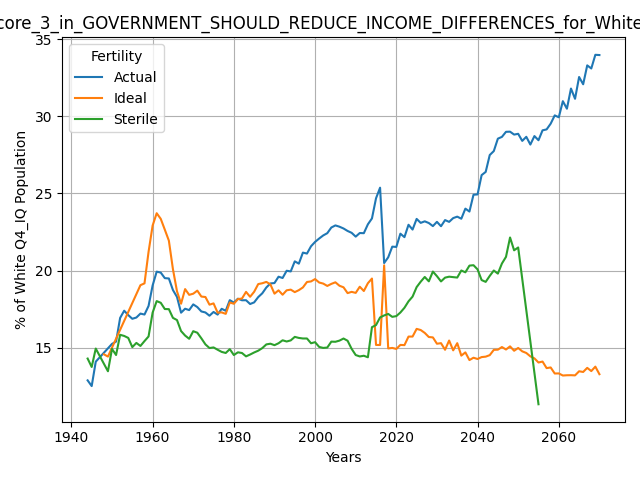 core_3_in_GOVERNMENT_SHOULD_REDUCE_INCOME_DIFFERENCES_for_White
Fertility
Actual
Ideal
Sterile
35
30
25
20
15
% of White Q4_IQ Population
1940 1960 1980 2000 2020 2040 2060
Years